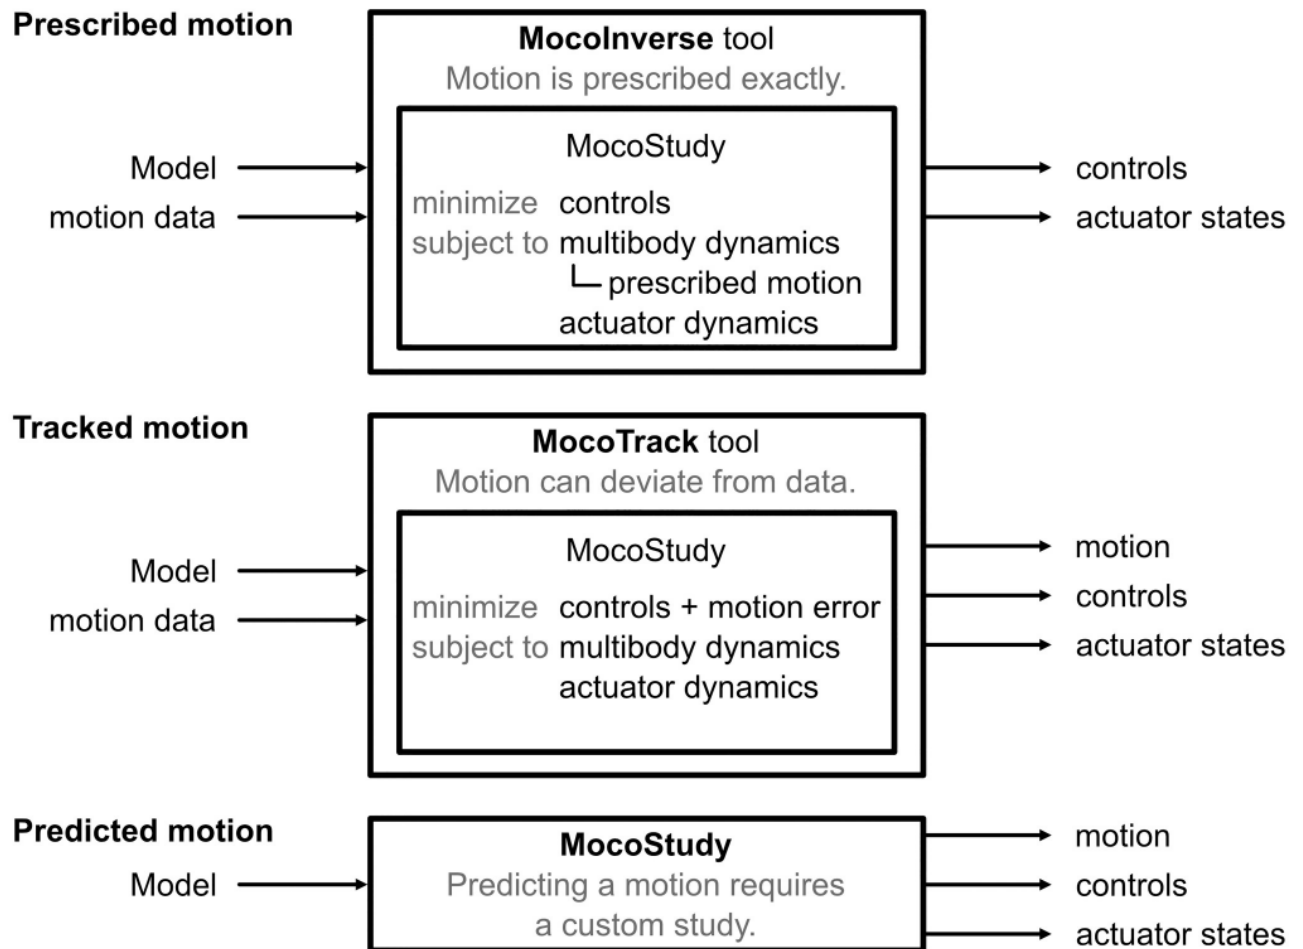 Prescribed motion
MocoInverse tool
Motion is prescribed exactly.
MocoStudy
Model
motion data
minimize controls
subject to multibody dynamics
prescribed motion
actuator dynamics
controls
actuator states
Tracked motion
MocoTrack tool
Motion can deviate from data.
MocoStudy
Model
motion data
minimize controls + motion error
subject to multibody dynamics
actuator dynamics
motion
controls
actuator states
Predicted motion
Model
MocoStudy
Predicting a motion requires
a custom study.
motion
controls
actuator states